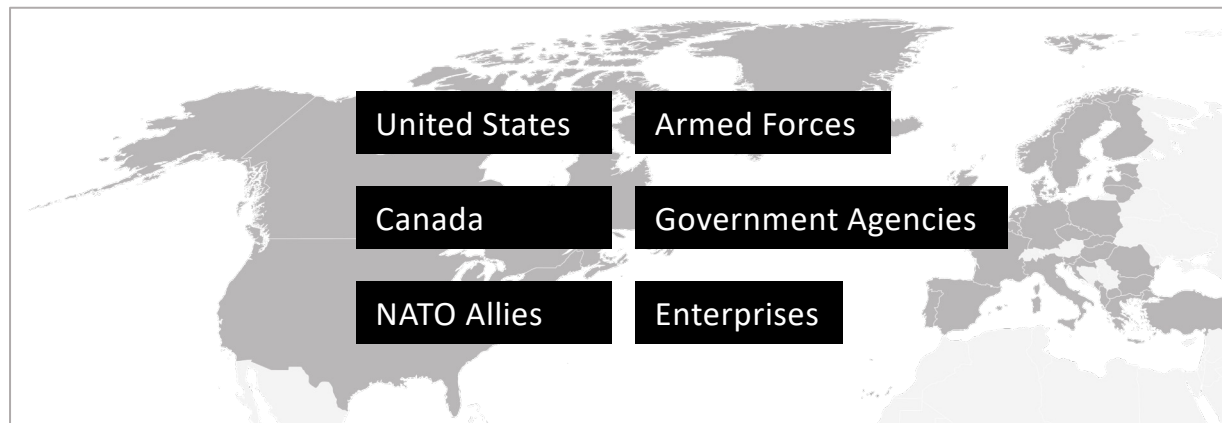 United States
Armed Forces
Canada
Government Agencies
NATO Allies
Enterprises